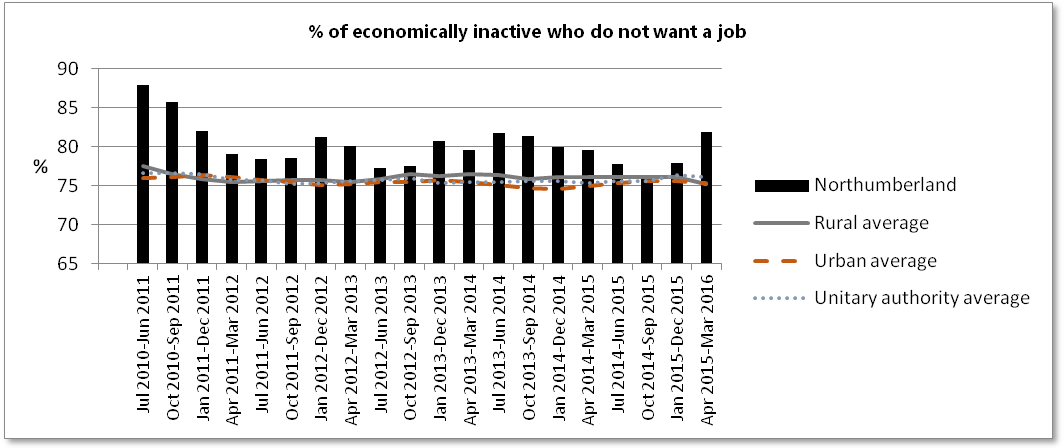 % of economically inactive who do not want a job
90
85
80
75
70
65
%
Jul 2010-Jun 2011
Oct 2010-Sep 2011
Jan 2011-Dec 2011
Apr 2011-Mar 2012
Jul 2011-Jun 2012
Oct 2011-Sep 2012
Jan 2012-Dec 2012
Apr 2012-Mar 2013
Jul 2012-Jun 2013
Oct 2012-Sep 2013
Jan 2013-Dec 2013
Apr 2013-Mar 2014
Jul 2013-Jun 2014
Oct 2013-Sep 2014
Jan 2014-Dec 2014
Apr 2014-Mar 2015
Jul 2014-Jun 2015
Oct 2014-Sep 2015
Jan 2015-Dec 2015
Apr 2015-Mar 2016
Northumberland
Rural average
Urban average
Unitary authority average